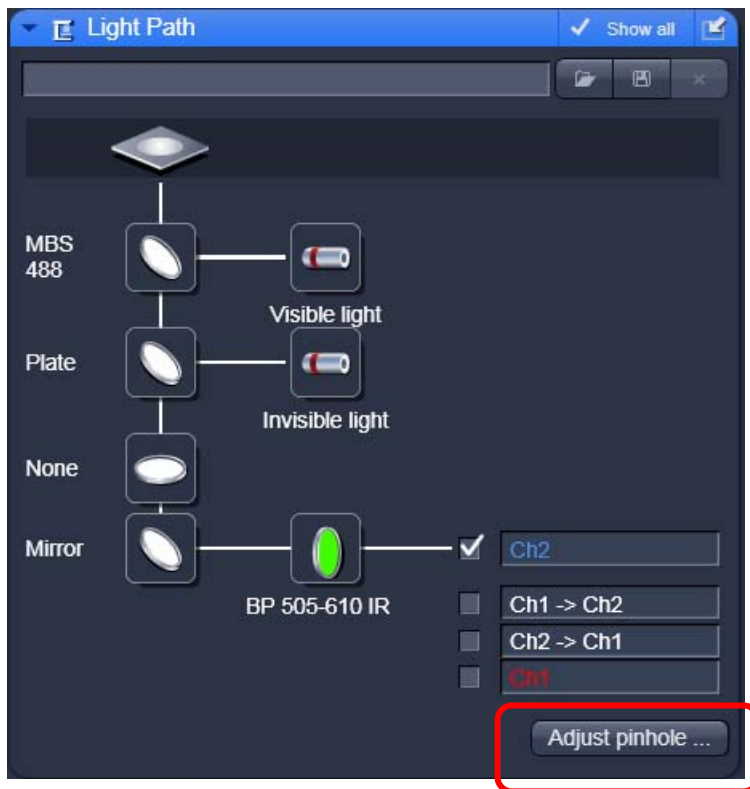 Light Path
Show all
MBS
488
Visible light
Plate
Invisible light
None
Mirror
Ch2
BP 505-610 IR
Ch1 -> Ch2
Ch2 -> Ch1
Ch1
Adjust pinhole ...